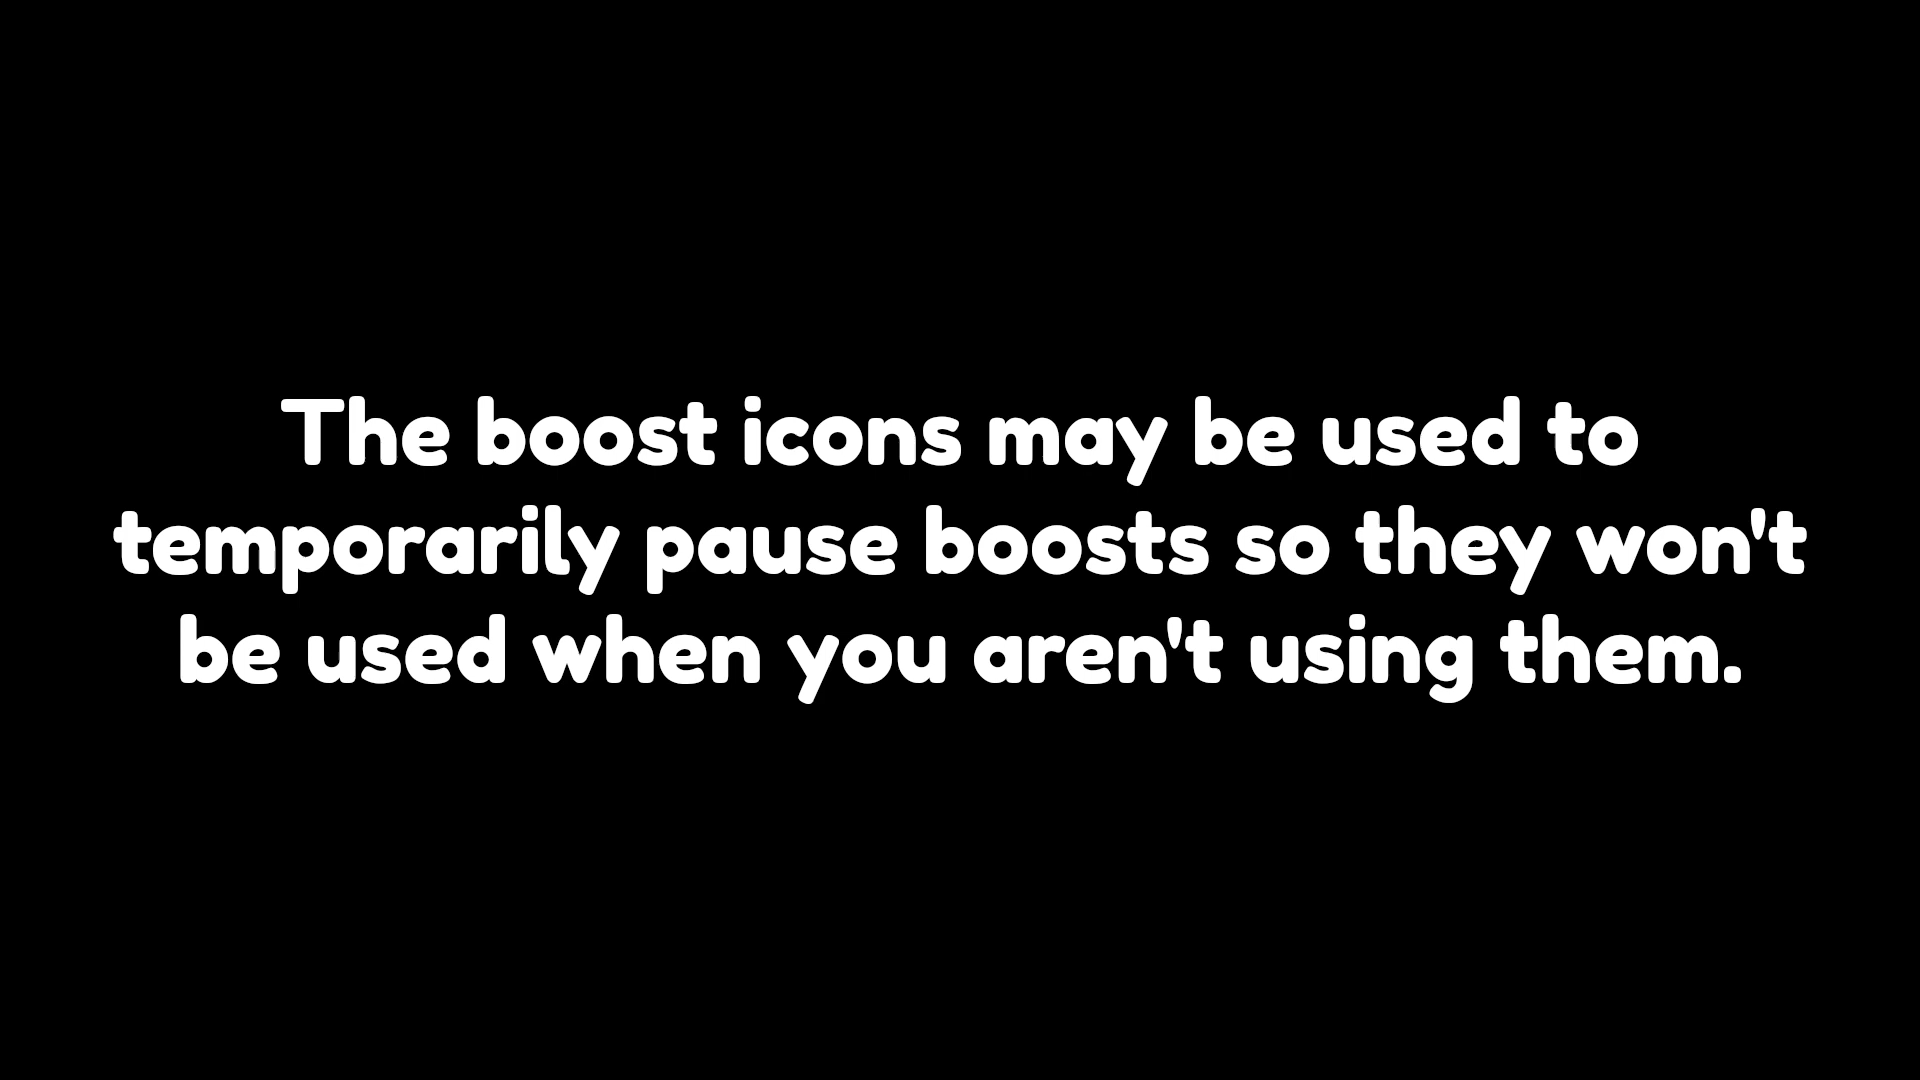 The boost icons may be used to
temporarily pause boosts so they won't
be used when you aren't using them.